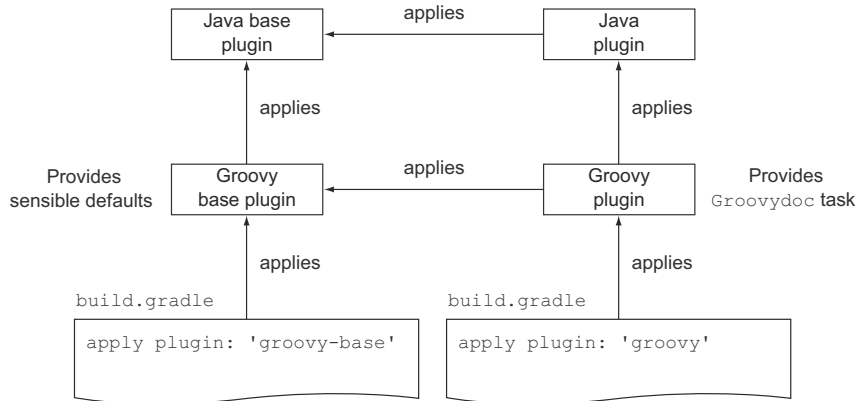 Java base
plugin
applies
Java
plugin
applies
applies
Provides
sensible defaults
Groovy
base plugin
applies
Groovy
plugin
Provides
Groovydoc task
applies
applies
build.gradle
apply plugin: 'groovy-base'
build.gradle
apply plugin: 'groovy'